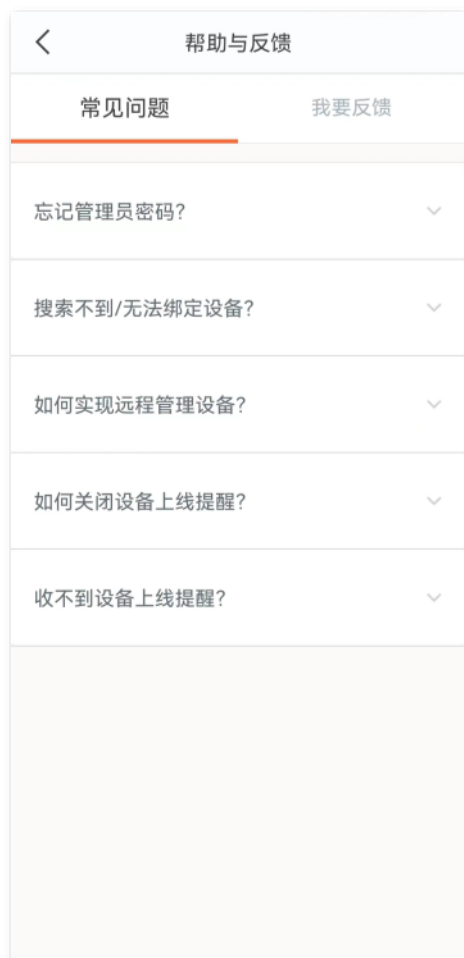 帮助与反馈
常见问题
我要反馈
忘记管理员密码?
搜索不到/无法绑定设备?
如何实现远程管理设备?
如何关闭设备上线提醒?
收不到设备上线提醒?